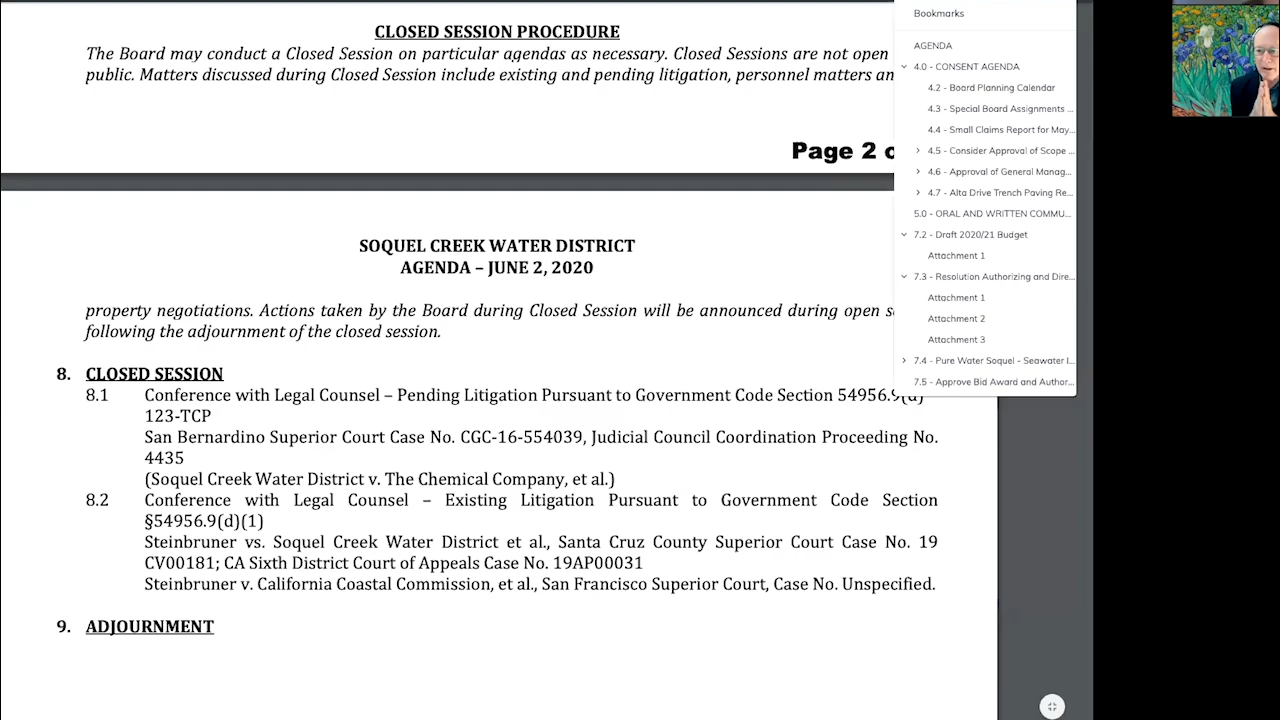 CLOSED SESSION PROCEDURE
The Board may conduct a Closed Session on particular agendas as necessary. Closed Sessions are not open
public. Matters discussed during Closed Session include existing and pending litigation, personnel matters an
Page 2 o
SOQUEL CREEK WATER DISTRICT
AGENDA – JUNE 2, 2020
property negotiations. Actions taken by the Board during Closed Session will be announced during open s
following the adjournment of the closed session.
8. CLOSED SESSION
8.1 Conference with Legal Counsel – Pending Litigation Pursuant to Government Code Section 54956.9(d)
123-TCP
San Bernardino Superior Court Case No. CGC-16-554039, Judicial Council Coordination Proceeding No.
4435
(Soquel Creek Water District v. The Chemical Company, et al.)
8.2 Conference with Legal Counsel – Existing Litigation Pursuant to Government Code Section
§54956.9(d)(1)
Steinbruner vs. Soquel Creek Water District et al., Santa Cruz County Superior Court Case No. 19
CV00181; CA Sixth District Court of Appeals Case No. 19AP00031
Steinbruner v. California Coastal Commission, et al., San Francisco Superior Court, Case No. Unspecified.
9. ADJOURNMENT
Bookmarks
AGENDA
4.0 - CONSENT AGENDA
4.2 - Board Planning Calendar
4.3 - Special Board Assignments ...
4.4 - Small Claims Report for May...
4.5 - Consider Approval of Scope ...
4.6 - Approval of General Manag...
4.7 - Alta Drive Trench Paving Re...
5.0 - ORAL AND WRITTEN COMMU...
7.2 - Draft 2020/21 Budget
Attachment 1
7.3 - Resolution Authorizing and Dire...
Attachment 1
Attachment 2
Attachment 3
7.4 - Pure Water Soquel - Seawater I...
7.5 - Approve Bid Award and Author...